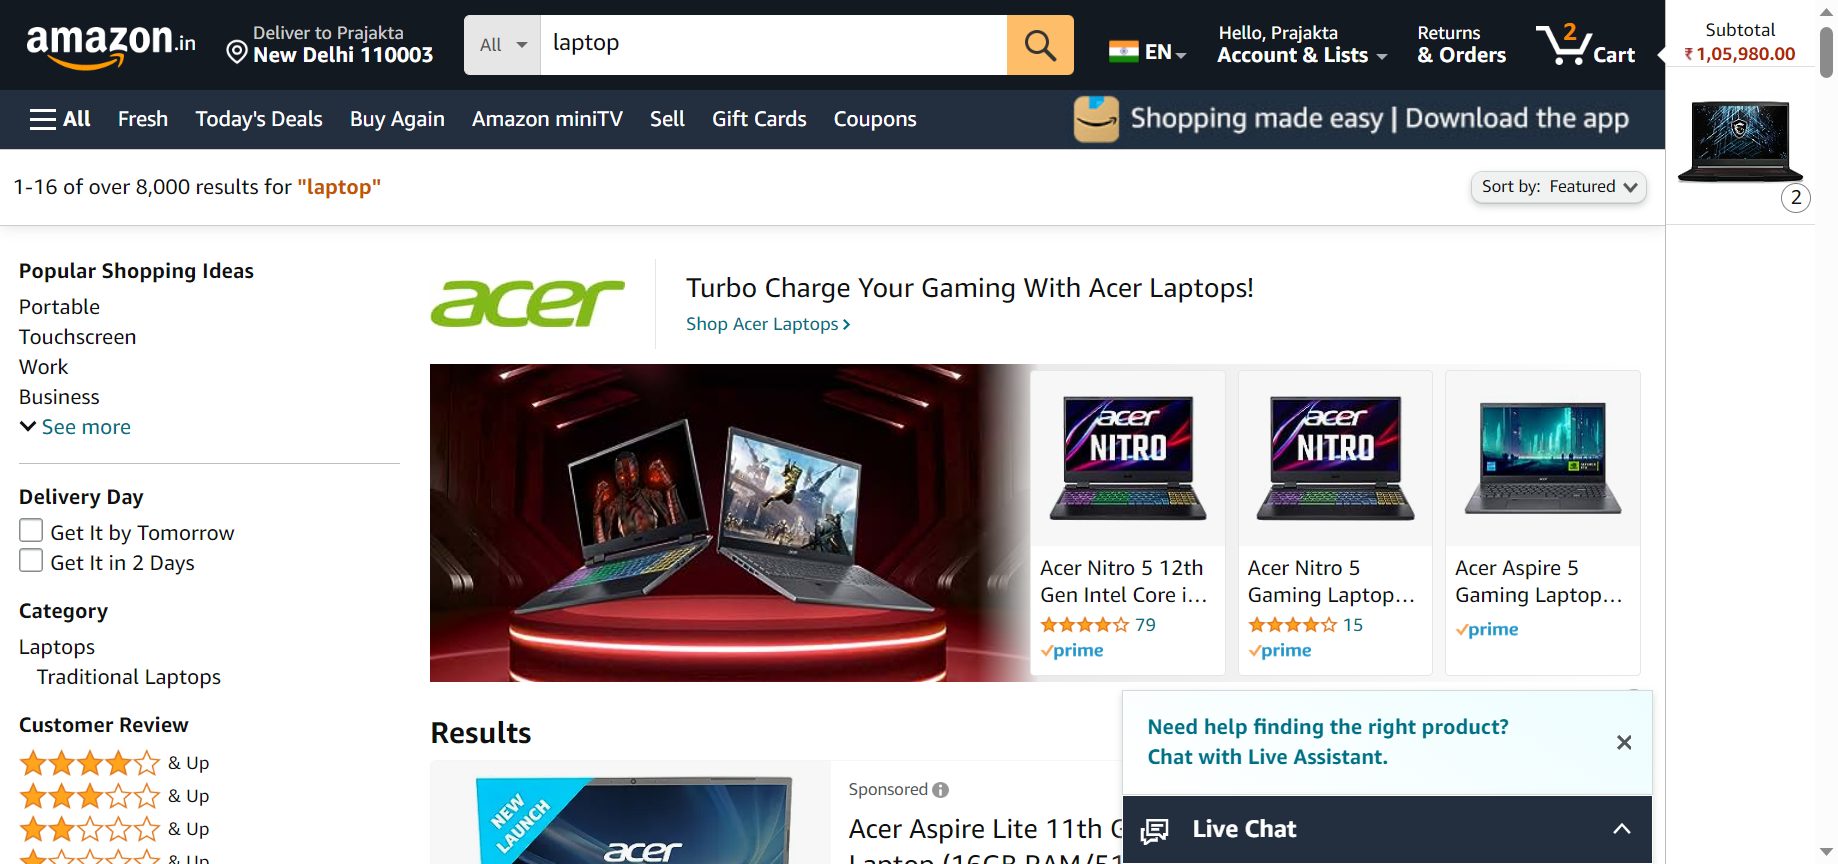 amazon.in
Deliver to Prajakta
New Delhi 110003
All
laptop
EN
Hello, Prajakta
Account & Lists
Returns
& Orders
2
Cart
Subtotal
₹1,05,980.00
2
All
Fresh
Today's Deals
Buy Again
Amazon miniTV
Sell
Gift Cards
Coupons
Shopping made easy | Download the app
1-16 of over 8,000 results for "laptop"
Sort by: Featured
Popular Shopping Ideas
Portable
Touchscreen
Work
Business
See more
Delivery Day
Get It by Tomorrow
Get It in 2 Days
Category
Laptops
Traditional Laptops
Customer Review
& Up
& Up
& Up
& Up
acer
Turbo Charge Your Gaming With Acer Laptops!
Shop Acer Laptops
acer
NITRO
Acer Nitro 5 12th
Gen Intel Core i...
79
prime
acer
NITRO
Acer Nitro 5
Gaming Laptop...
15
prime
Acer Aspire 5
Gaming Laptop...
prime
Results
NEW
LAUNCH
acer
Sponsored
Acer Aspire Lite 11th G
Laptop (16GB RAM/51
Need help finding the right product?
Chat with Live Assistant.
Live Chat